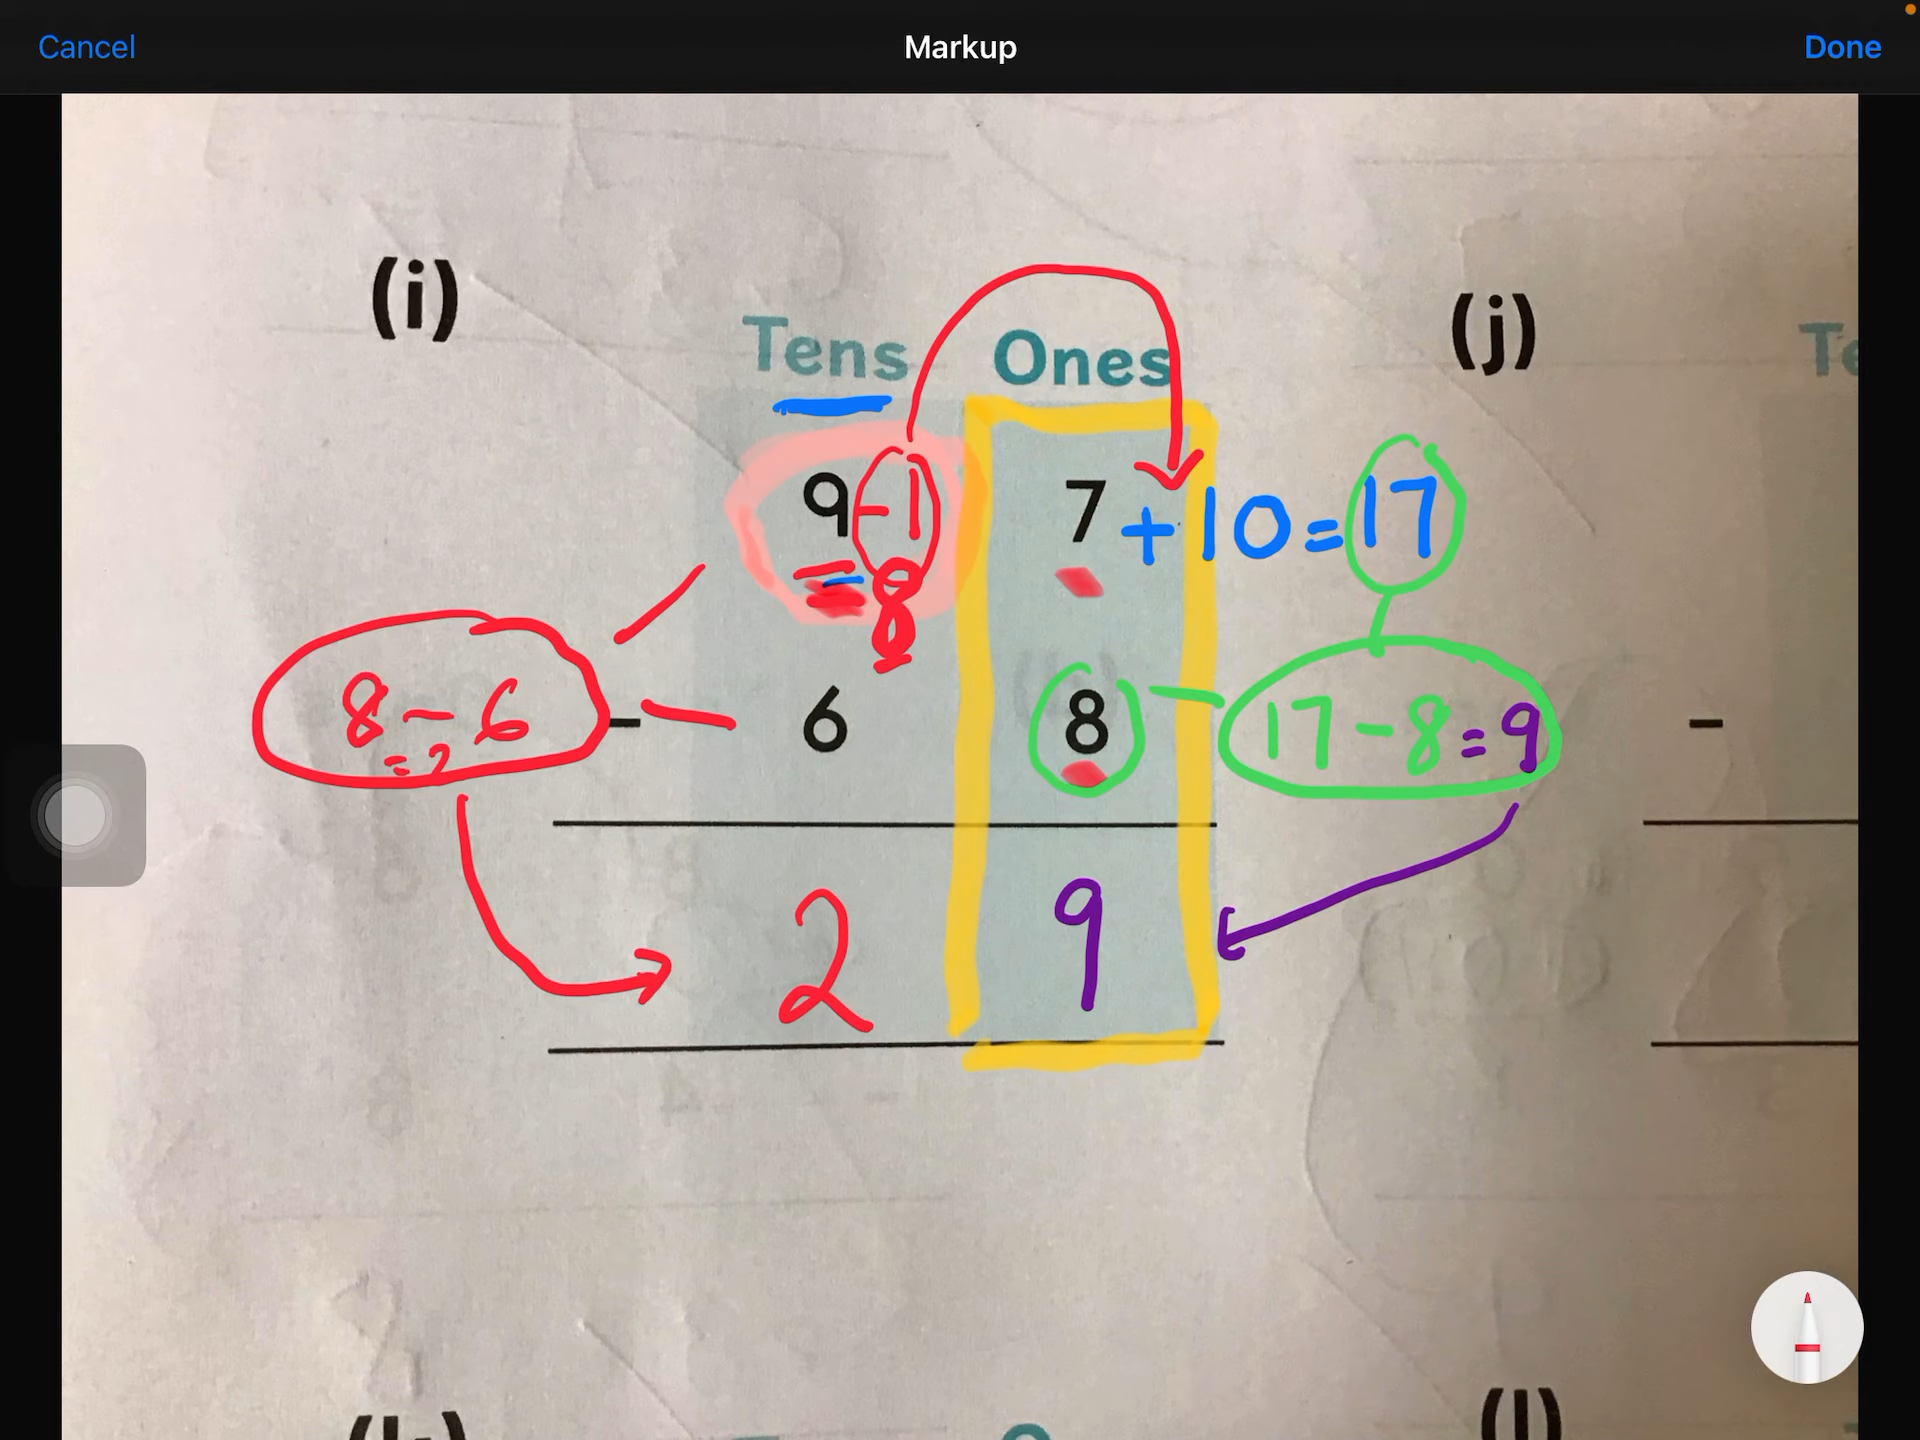 Cancel Markup Done
(i) (j)
Tens Ones Te
9 -1 7 + 10 = 17
8
8 - 6 - 6 8 17 - 8 = 9 -
= 2
2 9
(k) (l)